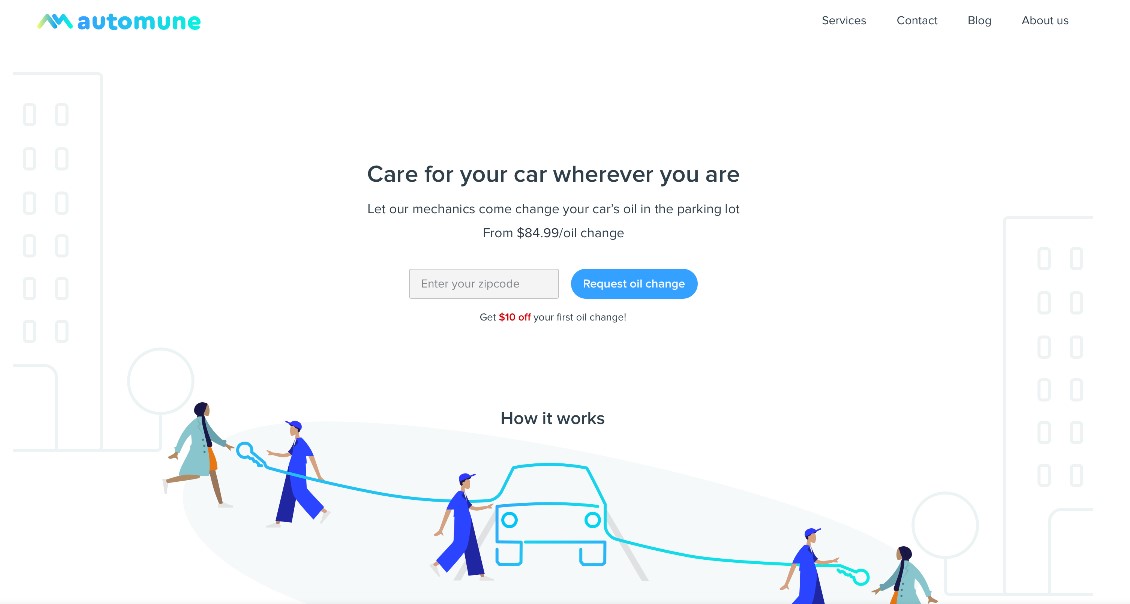 automune
Services Contact Blog About us
Care for your car wherever you are
Let our mechanics come change your car's oil in the parking lot
From $84.99/oil change
Enter your zipcode Request oil change
Get $10 off your first oil change!
How it works